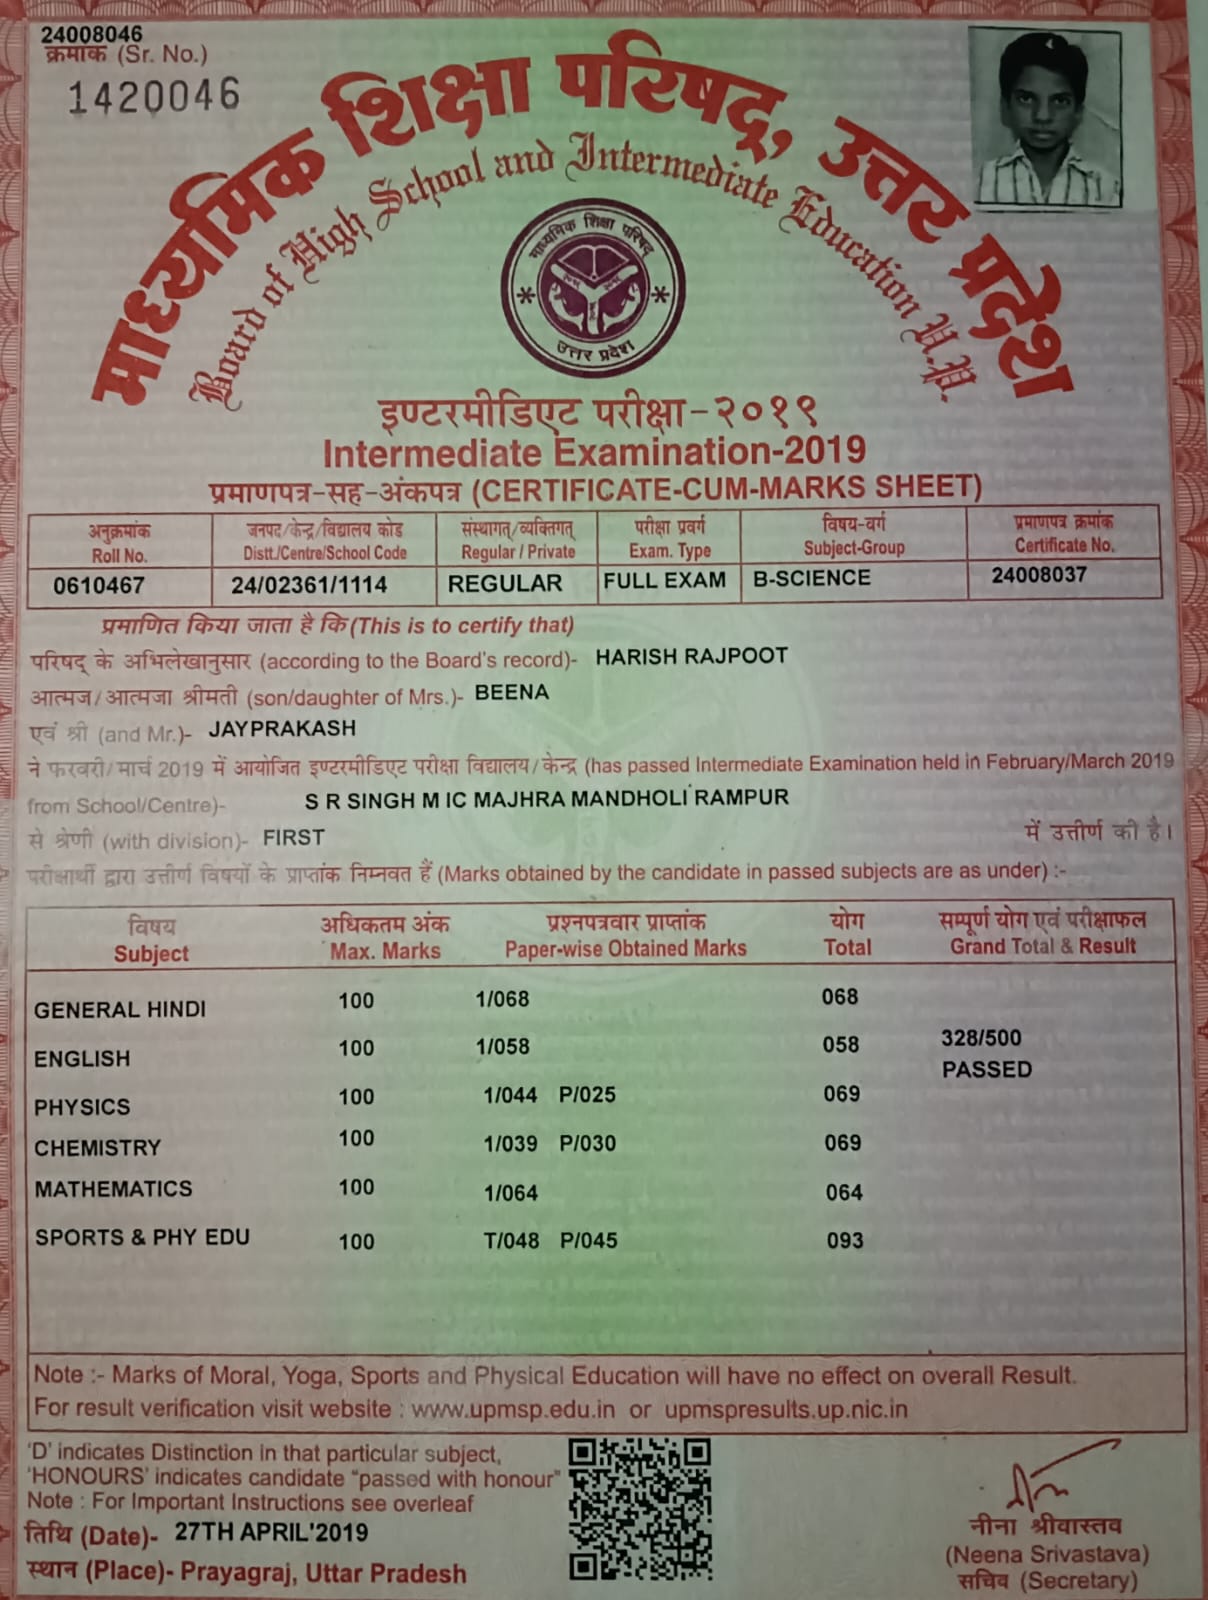 24008046
क्रमांक (Sr. No.)
1420046
माध्यमिक शिक्षा परिषद्, उत्तर प्रदेश
Board of High School and Intermediate Education U.P.
माध्यमिक शिक्षा परिषद्
उत्तर प्रदेश
इण्टरमीडिएट परीक्षा-२०१९
Intermediate Examination-2019
प्रमाणपत्र-सह-अंकपत्र (CERTIFICATE-CUM-MARKS SHEET)
अनुक्रमांक जनपद/केन्द्र/विद्यालय कोड संस्थागत्/व्यक्तिगत् परीक्षा प्रवर्ग विषय-वर्ग प्रमाणपत्र क्रमांक
Roll No. Distt./Centre/School Code Regular / Private Exam. Type Subject-Group Certificate No.
0610467 24/02361/1114 REGULAR FULL EXAM B-SCIENCE 24008037
प्रमाणित किया जाता है कि (This is to certify that)
परिषद् के अभिलेखानुसार (according to the Board's record)- HARISH RAJPOOT
आत्मज/आत्मजा श्रीमती (son/daughter of Mrs.)- BEENA
एवं श्री (and Mr.)- JAYPRAKASH
ने फरवरी/मार्च 2019 में आयोजित इण्टरमीडिएट परीक्षा विद्यालय/केन्द्र (has passed Intermediate Examination held in February/March 2019
from School/Centre)- S R SINGH M IC MAJHRA MANDHOLI RAMPUR
से श्रेणी (with division)- FIRST में उत्तीर्ण की है।
परीक्षार्थी द्वारा उत्तीर्ण विषयों के प्राप्तांक निम्नवत हैं (Marks obtained by the candidate in passed subjects are as under) :-
विषय अधिकतम अंक प्रश्नपत्रवार प्राप्तांक योग सम्पूर्ण योग एवं परीक्षाफल
Subject Max. Marks Paper-wise Obtained Marks Total Grand Total & Result
GENERAL HINDI 100 1/068 068
ENGLISH 100 1/058 058 328/500
PASSED
PHYSICS 100 1/044 P/025 069
CHEMISTRY 100 1/039 P/030 069
MATHEMATICS 100 1/064 064
SPORTS & PHY EDU 100 T/048 P/045 093
Note :- Marks of Moral, Yoga, Sports and Physical Education will have no effect on overall Result.
For result verification visit website : www.upmsp.edu.in or upmspresults.up.nic.in
'D' indicates Distinction in that particular subject,
'HONOURS' indicates candidate "passed with honour"
Note : For Important Instructions see overleaf
तिथि (Date)- 27TH APRIL'2019
स्थान (Place)- Prayagraj, Uttar Pradesh
नीना श्रीवास्तव
(Neena Srivastava)
सचिव (Secretary)